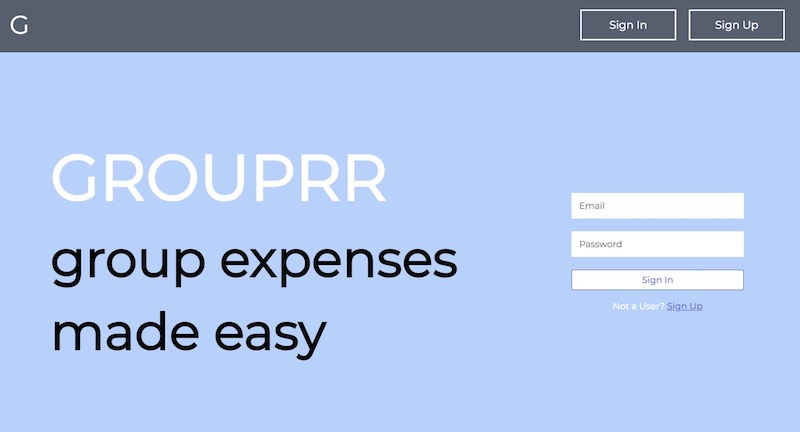 G
Sign In
Sign Up
GROUPRR
group expenses
made easy
Email
Password
Sign In
Not a User? Sign Up